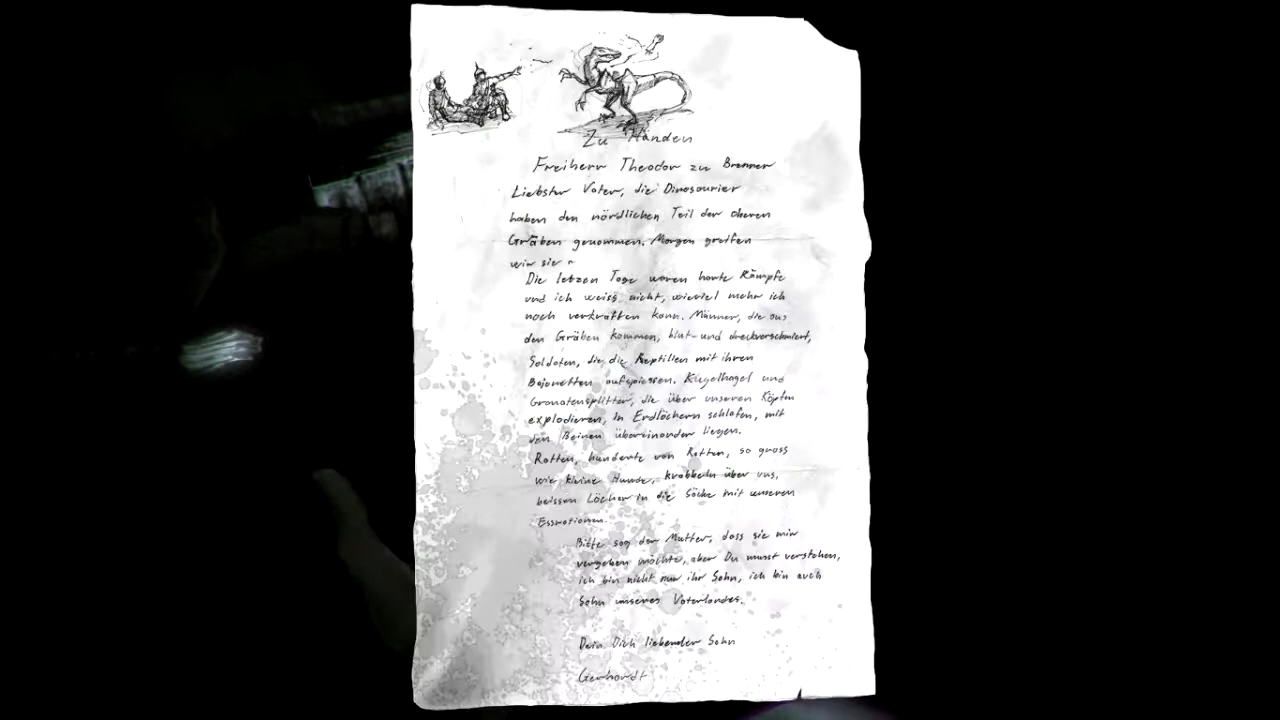 Zu Händen
Freiherr Theodor zu Brenner
Liebster Vater, die Dinosaurier
haben den nördlichen Teil der oberen
Gräben genommen. Morgen greifen
wir sie
Die letzen Tage waren harte Kämpfe
und ich weiss nicht, wieviel mehr ich
noch verkraften kann. Männer, die aus
den Gräben kommen, blut- und dreckverschmiert,
Soldaten, die die Reptilien mit ihren
Bajonetten aufspiessen. Kugelhagel und
Granatensplitter, die über unseren Köpfen
explodieren, in Erdlöchern schlafen, mit
den Beinen übereinander liegen.
Ratten, hunderte von Ratten, so gross
wie kleine Hunde, krabbeln über uns,
beissen Löcher in die Säcke mit unseren
Essrationen.
Bitte sag der Mutter, dass sie mir
vergeben möchte, aber Du musst verstehen,
ich bin nicht nur ihr Sohn, ich bin auch
Sohn unseres Vaterlandes.
Dein Dich liebender Sohn
Gerhardt